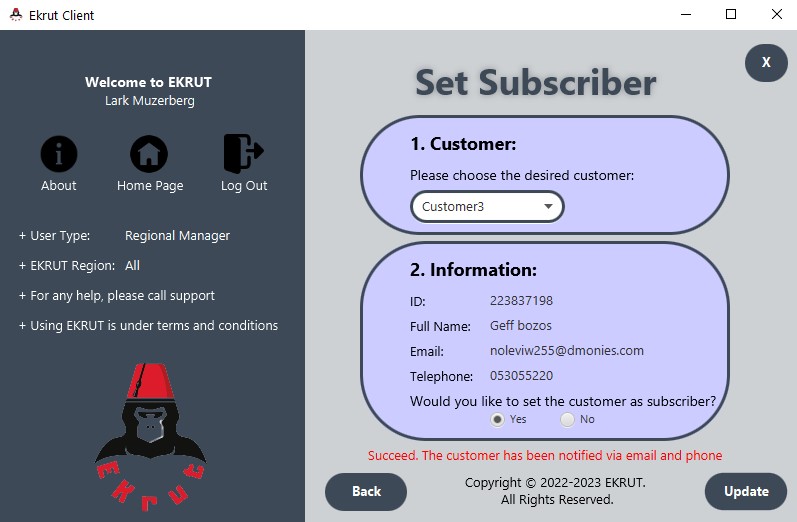 Ekrut Client
Welcome to EKRUT
Lark Muzerberg
About Home Page Log Out
+ User Type: Regional Manager
+ EKRUT Region: All
+ For any help, please call support
+ Using EKRUT is under terms and conditions
Ekrut
X
Set Subscriber
1. Customer:
Please choose the desired customer:
Customer3
2. Information:
ID: 223837198
Full Name: Geff bozos
Email: noleviw255@dmonies.com
Telephone: 053055220
Would you like to set the customer as subscriber?
Yes No
Succeed. The customer has been notified via email and phone
Back
Copyright © 2022-2023 EKRUT.
All Rights Reserved.
Update